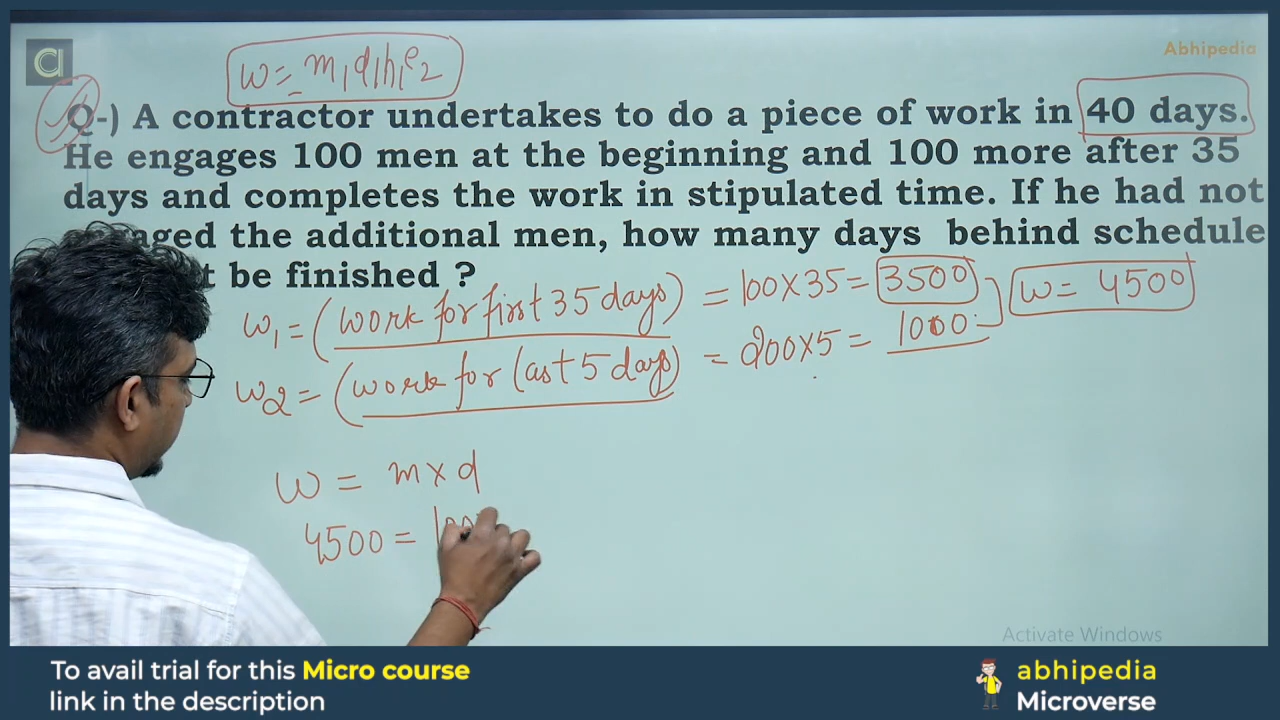 Abhipedia
a
w = m,d,h,e2
Q-) A contractor undertakes to do a piece of work in 40 days.
He engages 100 men at the beginning and 100 more after 35
days and completes the work in stipulated time. If he had not
the additional men, how many days behind schedule
be finished ?
w1 = (work for first 35 days) = 100 x 35 = 3500
w = 4500
w2 = (work for last 5 days) = 200 x 5 = 1000
w = m x d
4500 = 100
Activate Windows
To avail trial for this Micro course
link in the description
abhipedia
Microverse